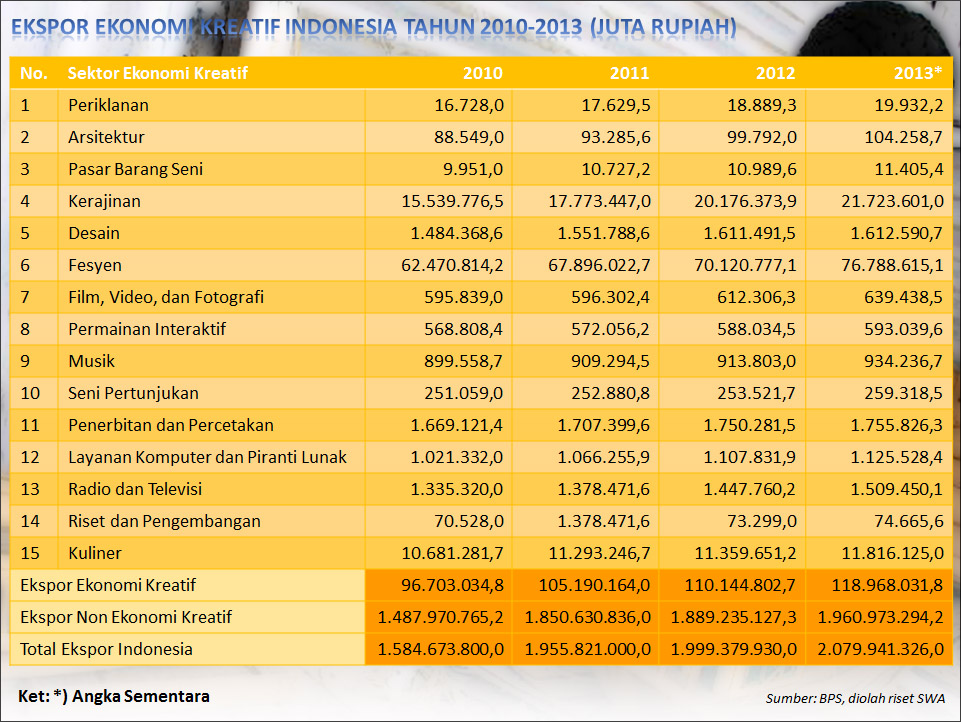 EKSPOR EKONOMI KREATIF INDONESIA TAHUN 2010-2013 (JUTA RUPIAH)
No. Sektor Ekonomi Kreatif 2010 2011 2012 2013*
1 Periklanan 16.728,0 17.629,5 18.889,3 19.932,2
2 Arsitektur 88.549,0 93.285,6 99.792,0 104.258,7
3 Pasar Barang Seni 9.951,0 10.727,2 10.989,6 11.405,4
4 Kerajinan 15.539.776,5 17.773.447,0 20.176.373,9 21.723.601,0
5 Desain 1.484.368,6 1.551.788,6 1.611.491,5 1.612.590,7
6 Fesyen 62.470.814,2 67.896.022,7 70.120.777,1 76.788.615,1
7 Film, Video, dan Fotografi 595.839,0 596.302,4 612.306,3 639.438,5
8 Permainan Interaktif 568.808,4 572.056,2 588.034,5 593.039,6
9 Musik 899.558,7 909.294,5 913.803,0 934.236,7
10 Seni Pertunjukan 251.059,0 252.880,8 253.521,7 259.318,5
11 Penerbitan dan Percetakan 1.669.121,4 1.707.399,6 1.750.281,5 1.755.826,3
12 Layanan Komputer dan Piranti Lunak 1.021.332,0 1.066.255,9 1.107.831,9 1.125.528,4
13 Radio dan Televisi 1.335.320,0 1.378.471,6 1.447.760,2 1.509.450,1
14 Riset dan Pengembangan 70.528,0 1.378.471,6 73.299,0 74.665,6
15 Kuliner 10.681.281,7 11.293.246,7 11.359.651,2 11.816.125,0
Ekspor Ekonomi Kreatif 96.703.034,8 105.190.164,0 110.144.802,7 118.968.031,8
Ekspor Non Ekonomi Kreatif 1.487.970.765,2 1.850.630.836,0 1.889.235.127,3 1.960.973.294,2
Total Ekspor Indonesia 1.584.673.800,0 1.955.821.000,0 1.999.379.930,0 2.079.941.326,0
Ket: *) Angka Sementara
Sumber: BPS, diolah riset SWA